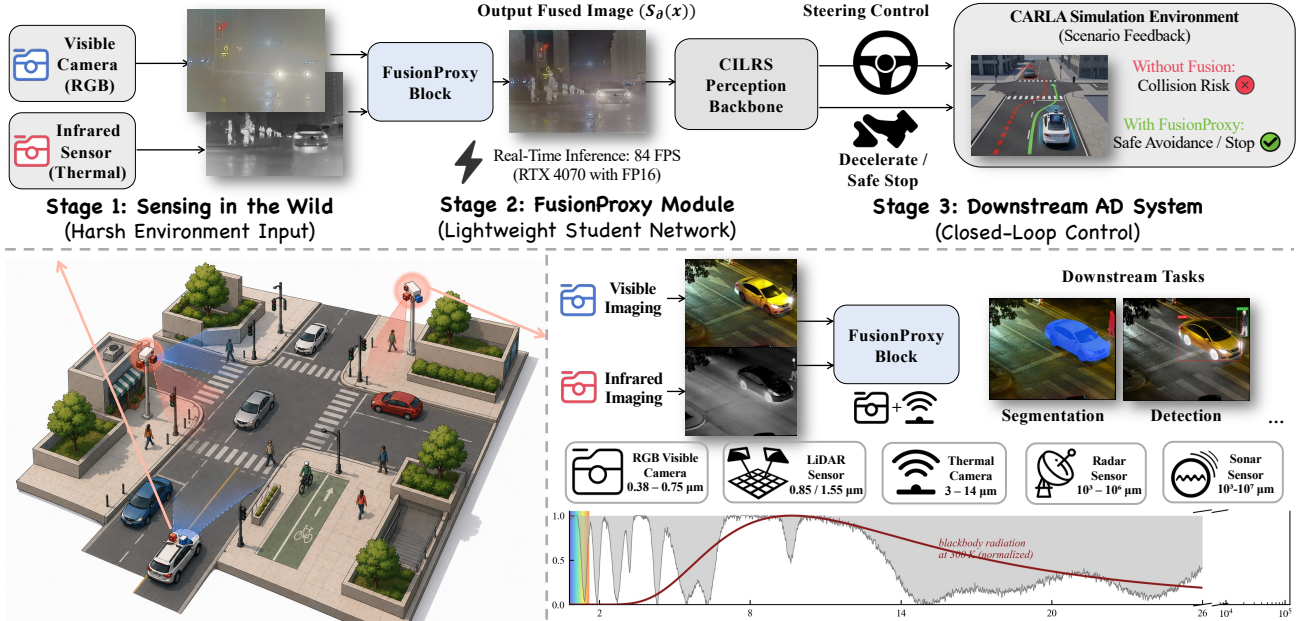 Visible
Camera
(RGB)
Infrared
Sensor
(Thermal)
Stage 1: Sensing in the Wild
(Harsh Environment Input)
Output Fused Image (S_∂(x))
FusionProxy
Block
Real-Time Inference: 84 FPS
(RTX 4070 with FP16)
Stage 2: FusionProxy Module
(Lightweight Student Network)
CILRS
Perception
Backbone
Steering Control
Decelerate /
Safe Stop
CARLA Simulation Environment
(Scenario Feedback)
Without Fusion:
Collision Risk
With FusionProxy:
Safe Avoidance / Stop
Stage 3: Downstream AD System
(Closed-Loop Control)
Visible
Imaging
Infrared
Imaging
FusionProxy
Block
+
Downstream Tasks
Segmentation
Detection
...
RGB Visible
Camera
0.38 – 0.75 μm
LiDAR
Sensor
0.85 / 1.55 μm
Thermal
Camera
3 – 14 μm
Radar
Sensor
10³ – 10⁶ μm
Sonar
Sensor
10³-10⁷ μm
1.0
0.5
0.0
blackbody radiation
at 300 K (normalized)
2
8
14
20
26
10⁴
10⁵